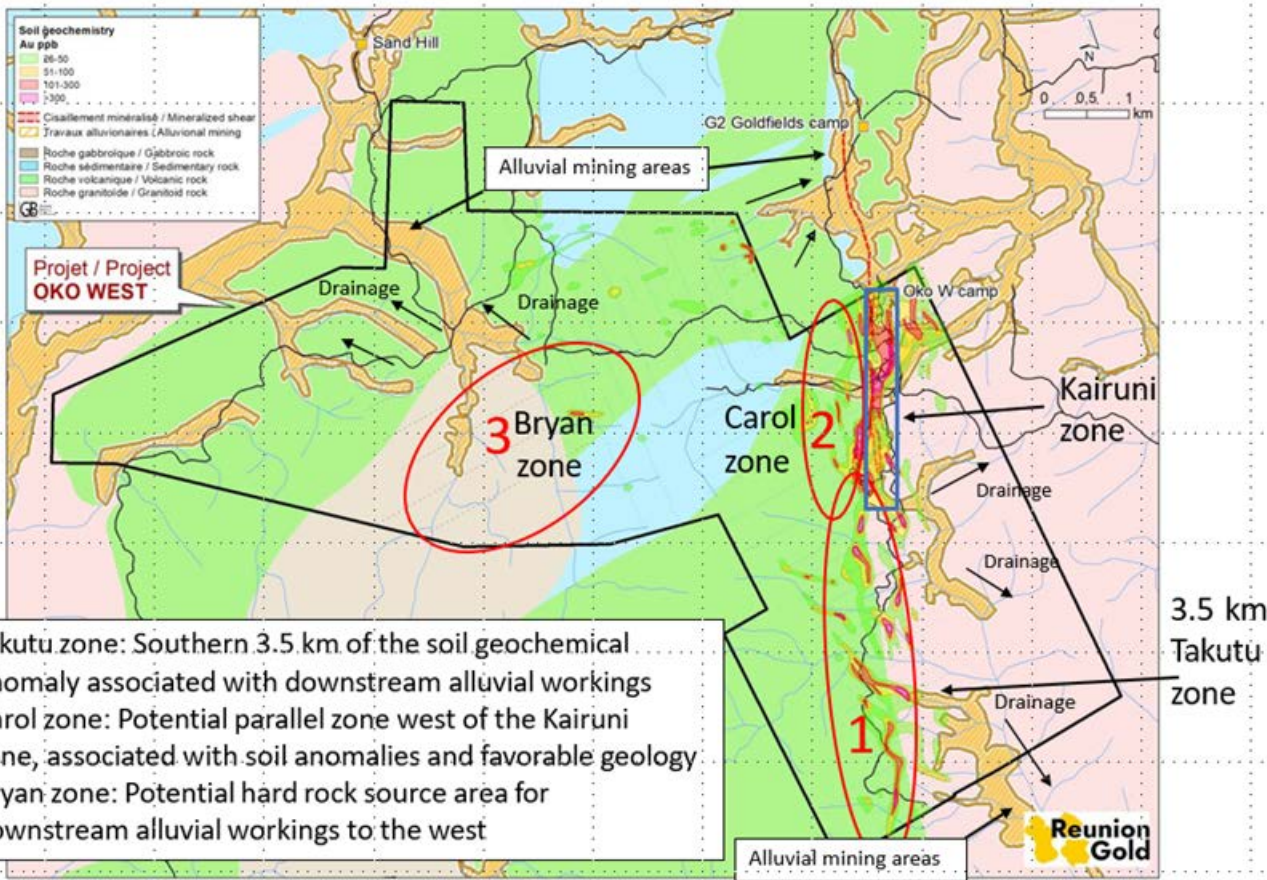 Soil geochemistry
Au ppb
26-50
51-100
101-300
>300
Cisaillement minéralisé / Mineralized shear
Travaux alluvionaires / Alluvional mining
Roche gabbroïque / Gabbroic rock
Roche sédimentaire / Sedimentary rock
Roche volcanique / Volcanic rock
Roche granitoïde / Granitoid rock
Sand Hill
N
0 0.5 1
km
G2 Goldfields camp
Alluvial mining areas
Projet / Project
OKO WEST
Drainage
Drainage
Oko W camp
Kairuni
zone
Carol
zone
2
3
Bryan
zone
Drainage
Drainage
3.5 km
Takutu
zone
Drainage
1
kutu zone: Southern 3.5 km of the soil geochemical
nomaly associated with downstream alluvial workings
arol zone: Potential parallel zone west of the Kairuni
ne, associated with soil anomalies and favorable geology
yan zone: Potential hard rock source area for
ownstream alluvial workings to the west
Alluvial mining areas
Reunion
Gold